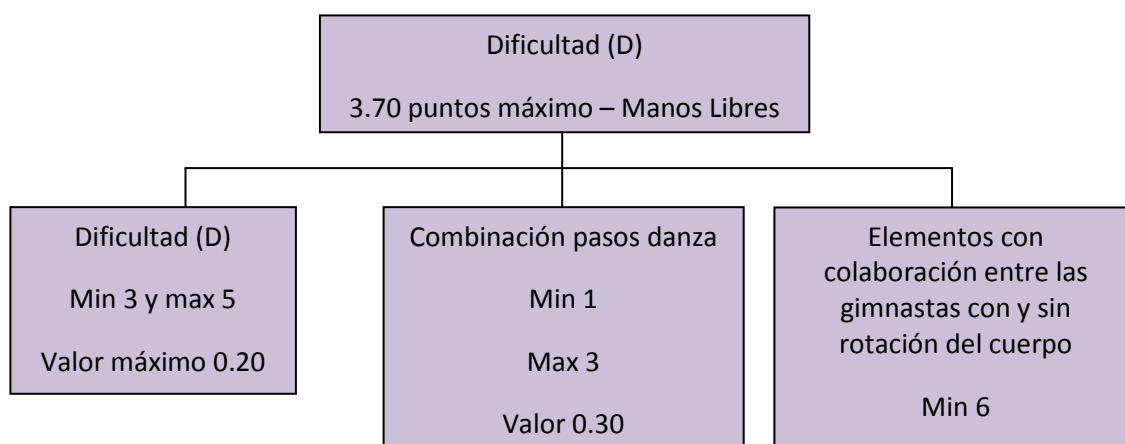 Dificultad (D)
3.70 puntos máximo – Manos Libres
Dificultad (D)
Min 3 y max 5
Valor máximo 0.20
Combinación pasos danza
Min 1
Max 3
Valor 0.30
Elementos con
colaboración entre las
gimnastas con y sin
rotación del cuerpo
Min 6